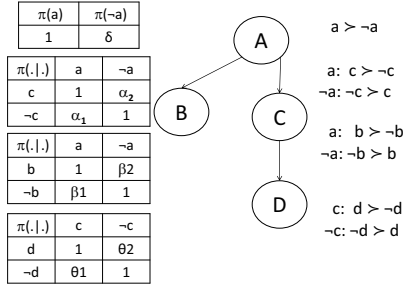 π(a) π(¬a)
1 δ
π(.|.) a ¬a
c 1 α₂
¬c α₁ 1
π(.|.) a ¬a
b 1 β2
¬b β1 1
π(.|.) c ¬c
d 1 θ2
¬d θ1 1
A
B
C
D
a ≻ ¬a
a: c ≻ ¬c
¬a: ¬c ≻ c
a: b ≻ ¬b
¬a: ¬b ≻ b
c: d ≻ ¬d
¬c: ¬d ≻ d